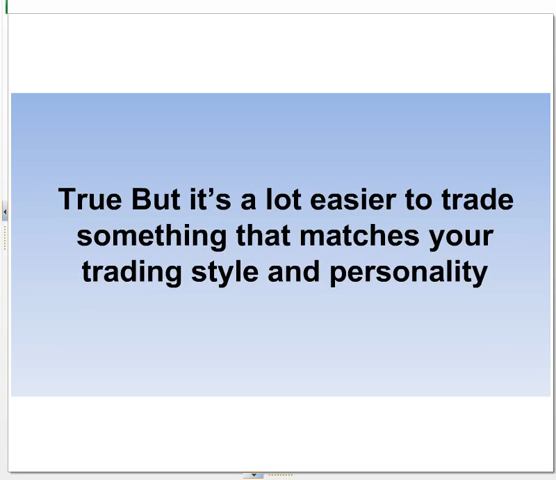 True But it’s a lot easier to trade
something that matches your
trading style and personality